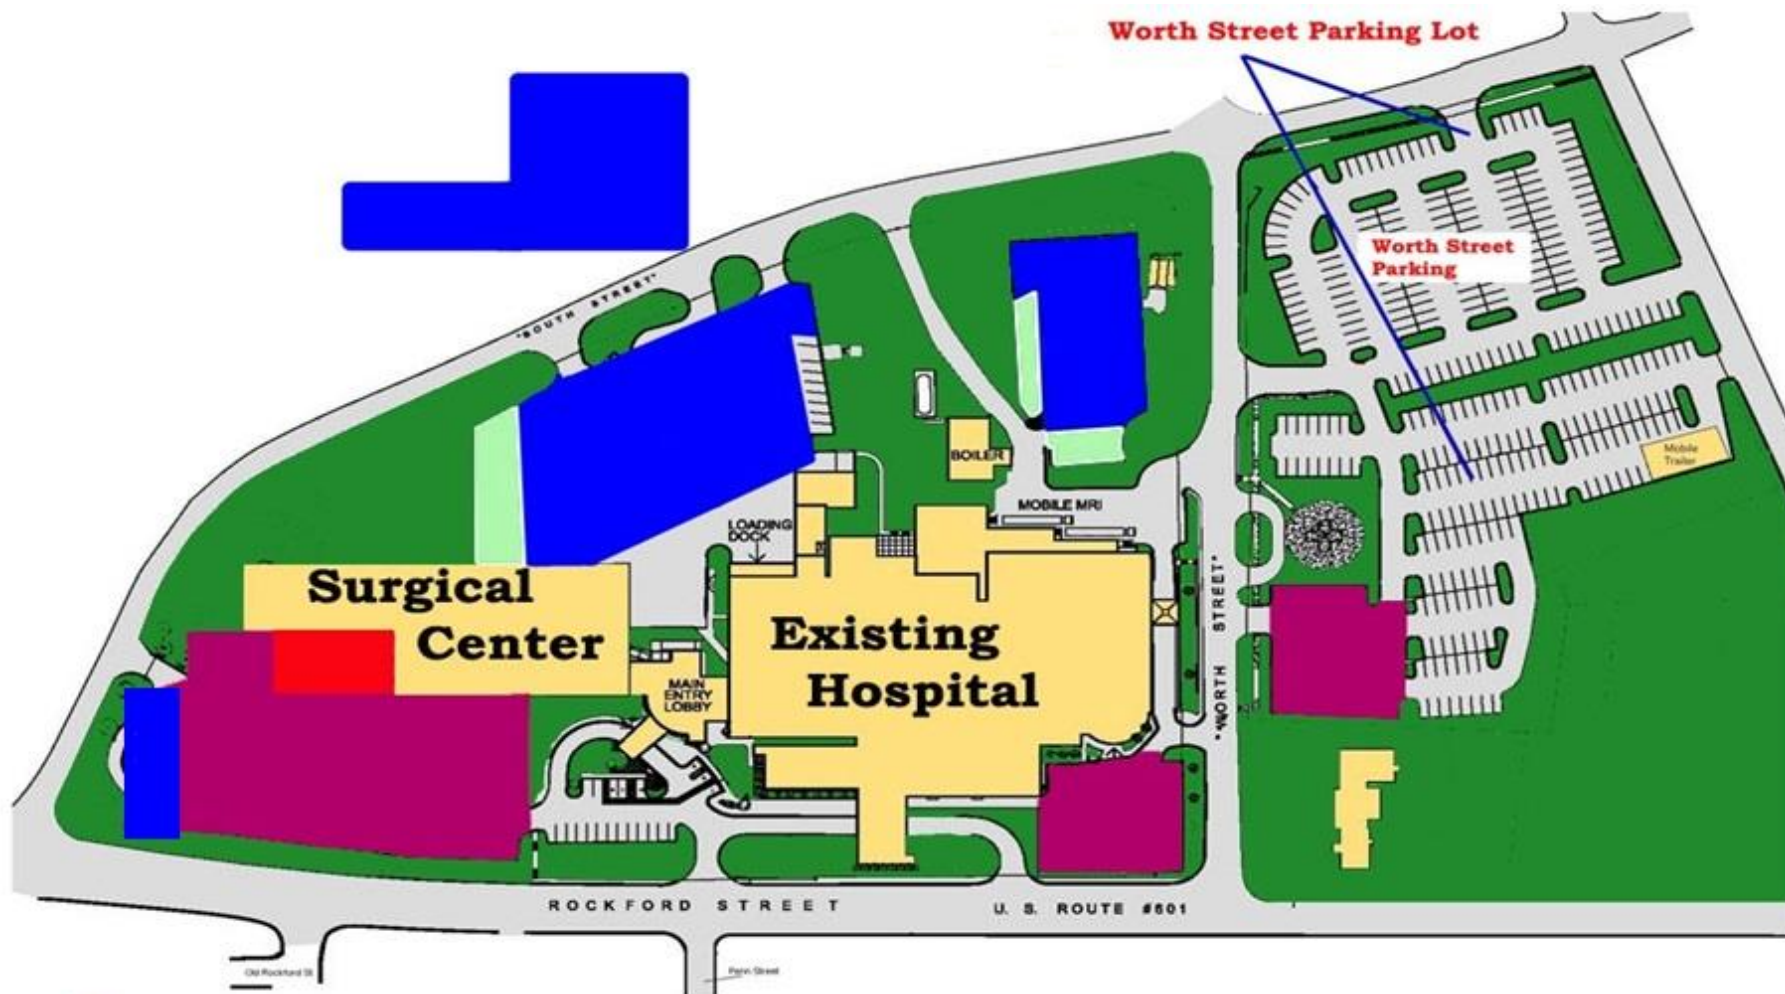 Worth Street Parking Lot
Worth Street
Parking
"SOUTH STREET"
BOILER
Mobile
Trailer
MOBILE MRI
LOADING
DOCK
Surgical
Center
Existing
Hospital
MAIN
ENTRY
LOBBY
"WORTH STREET"
ROCKFORD STREET
U. S. ROUTE #601
Old Rockford St
Penn Street